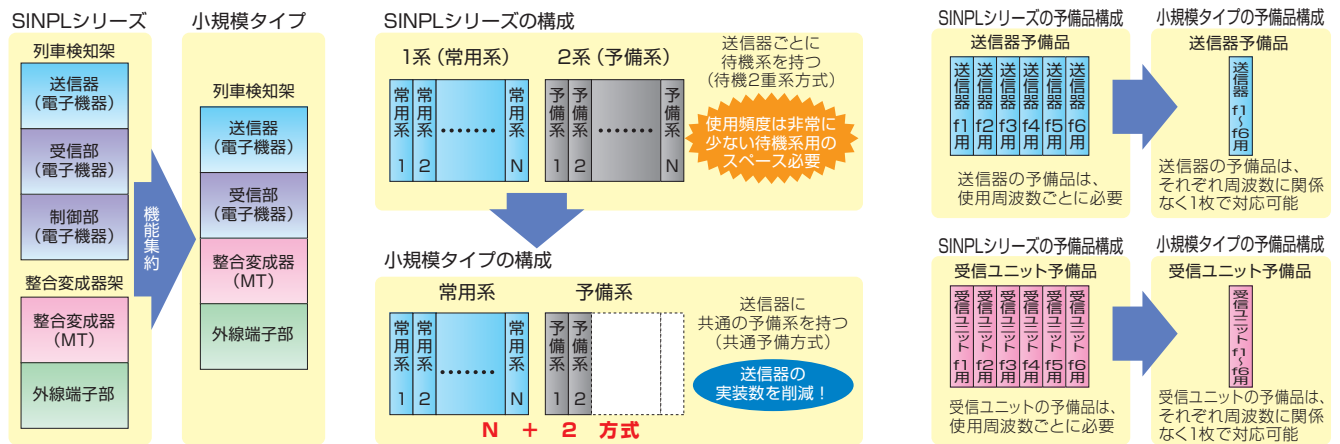 SINPLシリーズ
列車検知架
送信器
(電子機器)
受信部
(電子機器)
制御部
(電子機器)
整合変成器架
整合変成器
(MT)
外線端子部
機能集約
小規模タイプ
列車検知架
送信器
(電子機器)
受信部
(電子機器)
整合変成器
(MT)
外線端子部
SINPLシリーズの構成
1系(常用系)
常用系1
常用系2
‥‥‥‥
常用系N
2系(予備系)
予備系1
予備系2
‥‥‥‥
予備系N
送信器ごとに
待機系を持つ
(待機2重系方式)
使用頻度は非常に
少ない待機系用の
スペース必要
小規模タイプの構成
常用系
常用系1
常用系2
‥‥‥‥
常用系N
予備系
予備系1
予備系2
送信器に
共通の予備系を持つ
(共通予備方式)
送信器の
実装数を削減!
N + 2 方式
SINPLシリーズの予備品構成
送信器予備品
送信器f1用
送信器f2用
送信器f3用
送信器f4用
送信器f5用
送信器f6用
送信器の予備品は、
使用周波数ごとに必要
小規模タイプの予備品構成
送信器予備品
送信器f1〜f6用
送信器の予備品は、
それぞれ周波数に関係
なく1枚で対応可能
SINPLシリーズの予備品構成
受信ユニット予備品
受信ユニットf1用
受信ユニットf2用
受信ユニットf3用
受信ユニットf4用
受信ユニットf5用
受信ユニットf6用
受信ユニットの予備品は、
使用周波数ごとに必要
小規模タイプの予備品構成
受信ユニット予備品
受信ユニットf1〜f6用
受信ユニットの予備品は、
それぞれ周波数に関係
なく1枚で対応可能